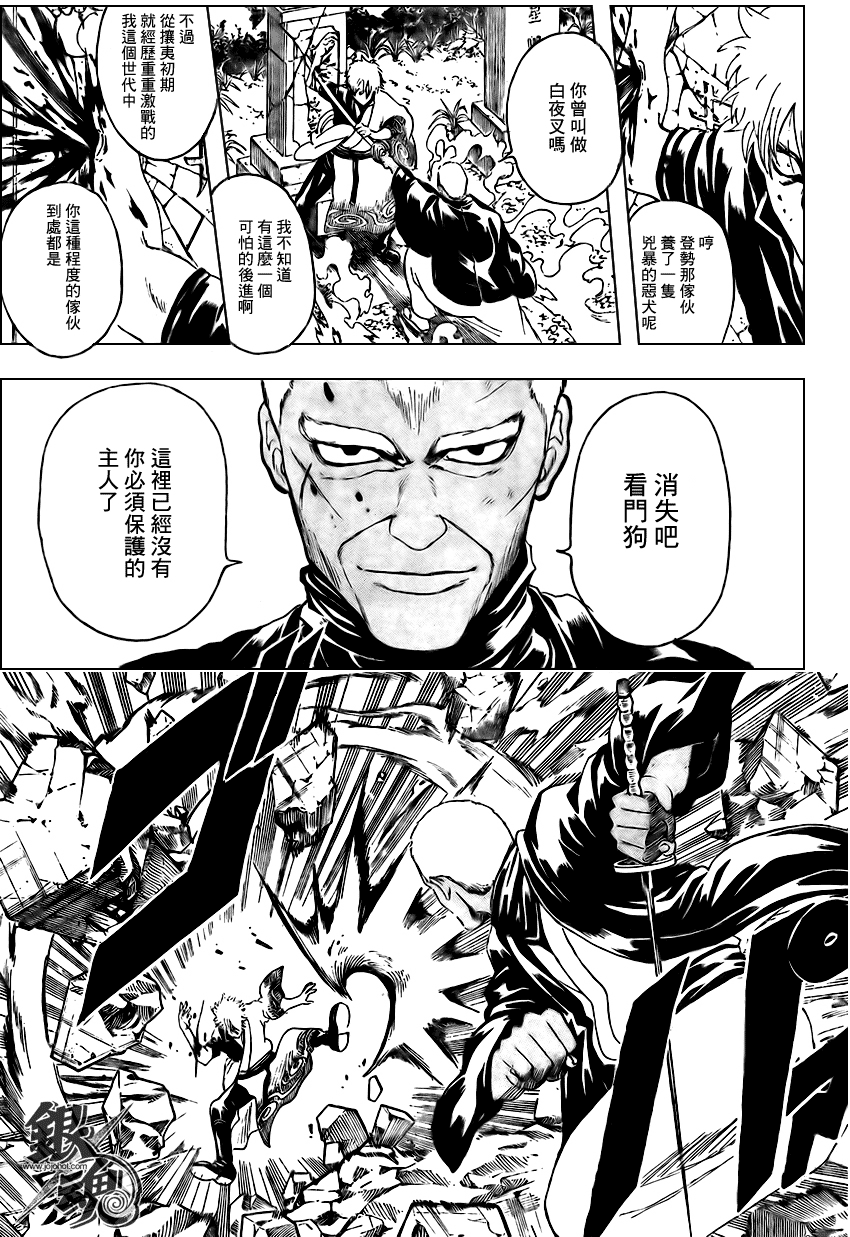 哼
登勢那傢伙
養了一隻
兇暴的惡犬呢
你曾叫做
白夜叉嗎
我不知道
有這麼一個
可怕的後進啊
不過
從攘夷初期
就經歷重重激戰的
我這個世代中
你這種程度的傢伙
到處都是
消失吧
看門狗
這裡已經沒有
你必須保護的
主人了
銀魂
www.jojohot.com